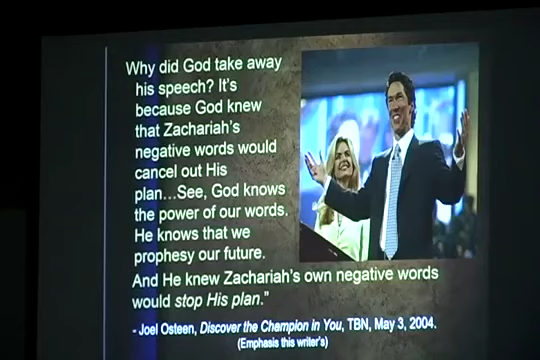 Why did God take away
his speech? It's
because God knew
that Zachariah's
negative words would
cancel out His
plan…See, God knows
the power of our words.
He knows that we
prophesy our future.
And He knew Zachariah's own negative words
would stop His plan."
- Joel Osteen, Discover the Champion in You, TBN, May 3, 2004.
(Emphasis this writer's)